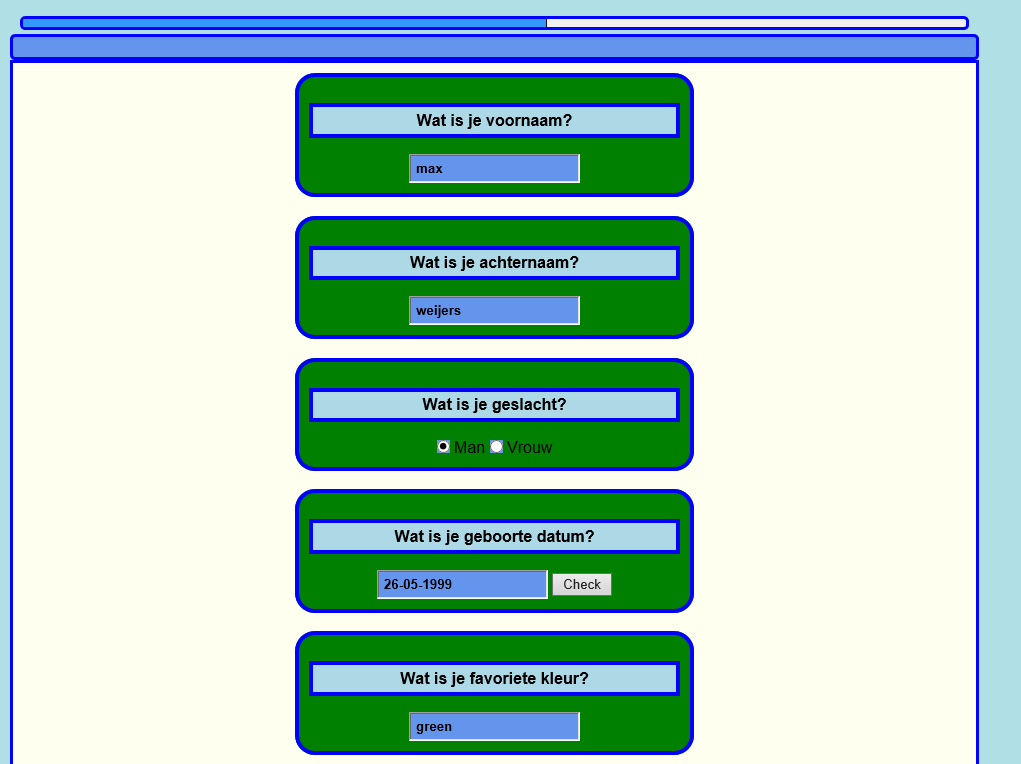 Wat is je voornaam?
max
Wat is je achternaam?
weijers
Wat is je geslacht?
Man Vrouw
Wat is je geboorte datum?
26-05-1999 Check
Wat is je favoriete kleur?
green